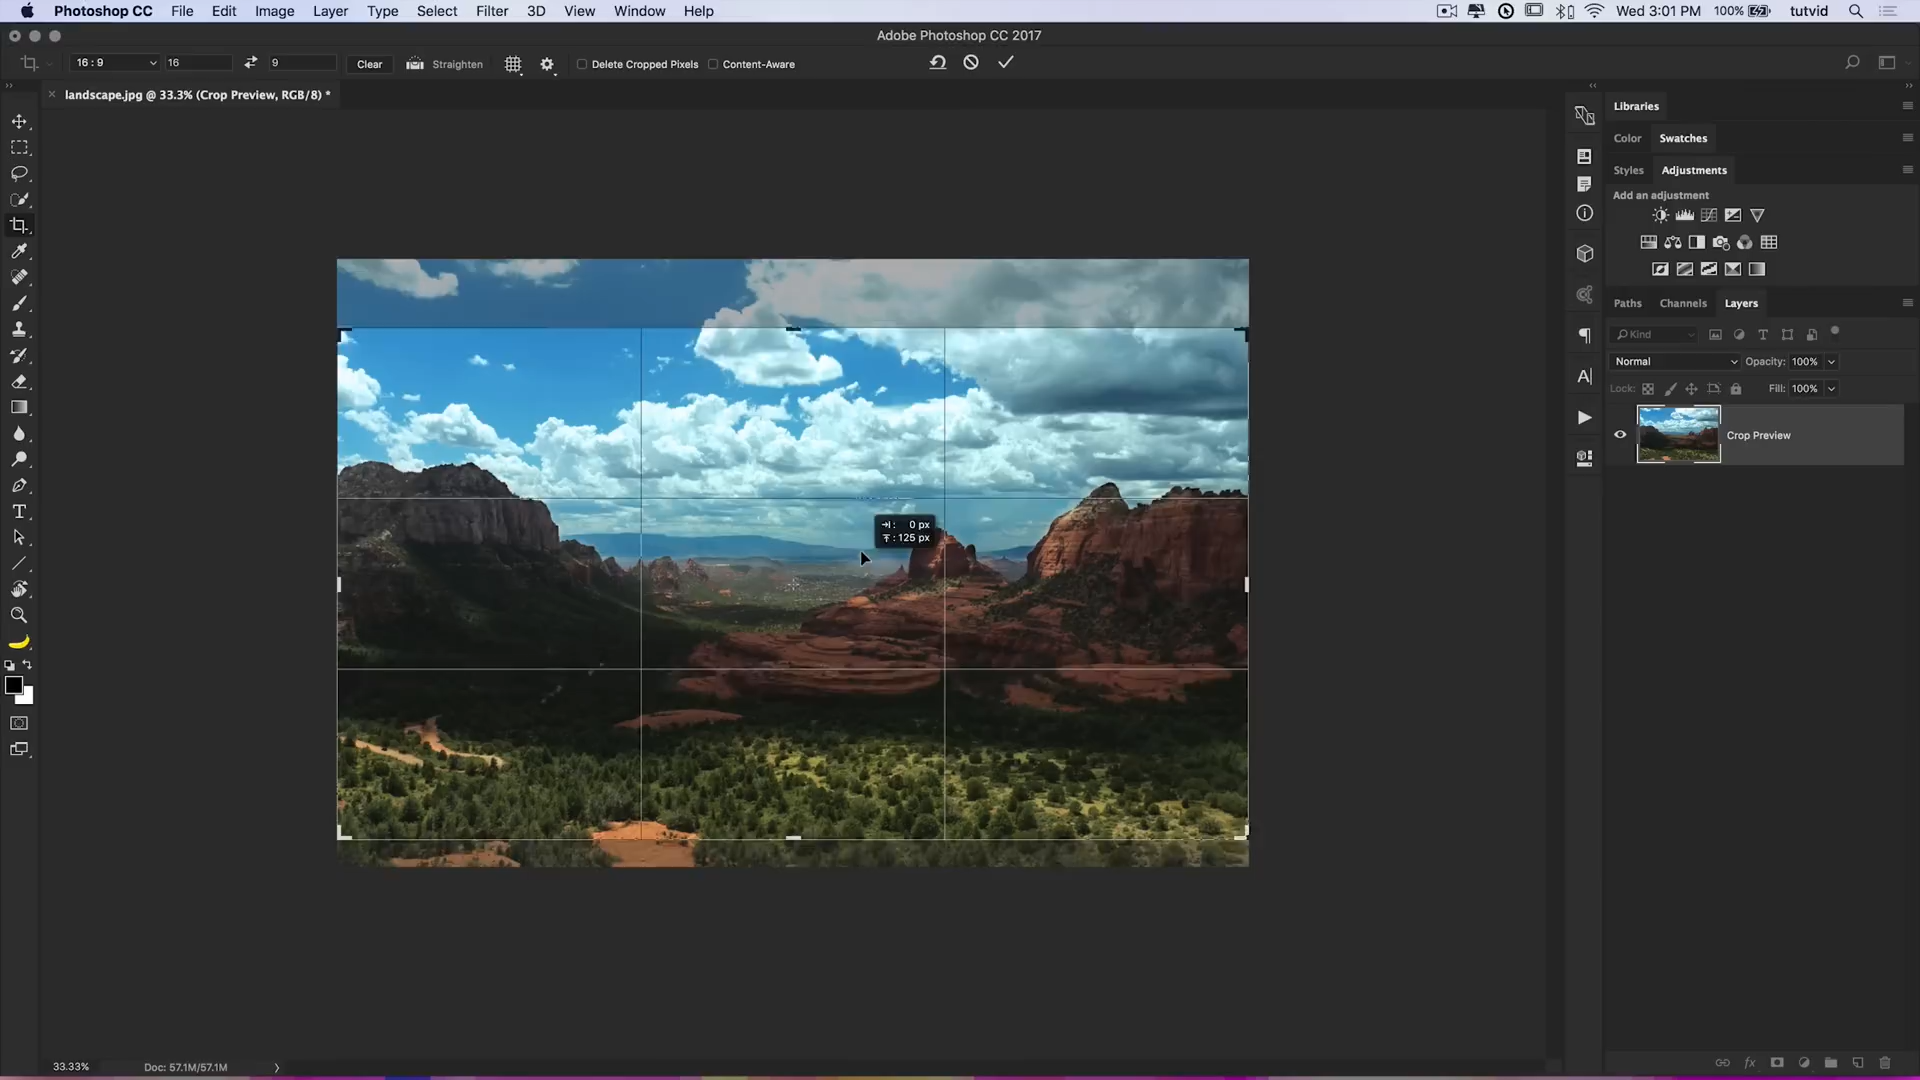 Photoshop CC File Edit Image Layer Type Select Filter 3D View Window Help Wed 3:01 PM 100% tutvid
Adobe Photoshop CC 2017
16 : 9 16 9 Clear Straighten Delete Cropped Pixels Content-Aware
landscape.jpg @ 33.3% (Crop Preview, RGB/8) *
Libraries
Color Swatches
Styles Adjustments
Add an adjustment
Paths Channels Layers
Kind
Normal Opacity: 100%
Lock: Fill: 100%
Crop Preview
: 0 px
: 125 px
33.33% Doc: 57.1M/57.1M